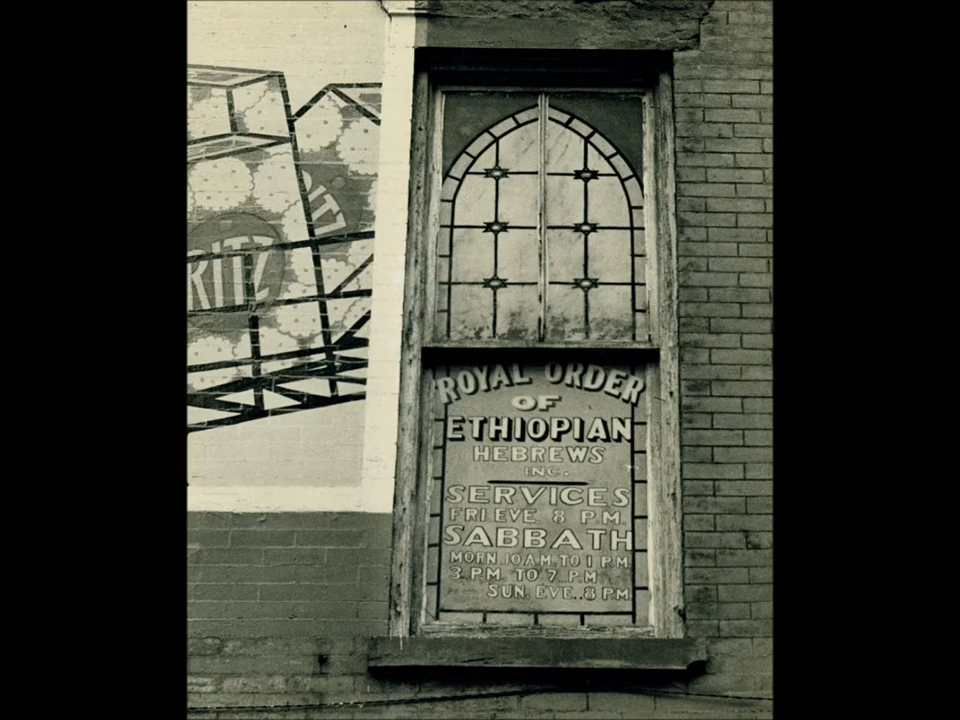 RITZ
RITZ
ROYAL ORDER
OF
ETHIOPIAN
HEBREWS
INC.
SERVICES
FRI EVE. 8 P.M.
SABBATH
MORN. 10 A.M. TO 1 P.M.
3. P.M. TO 7. P.M.
SUN. EVE..8 P.M.